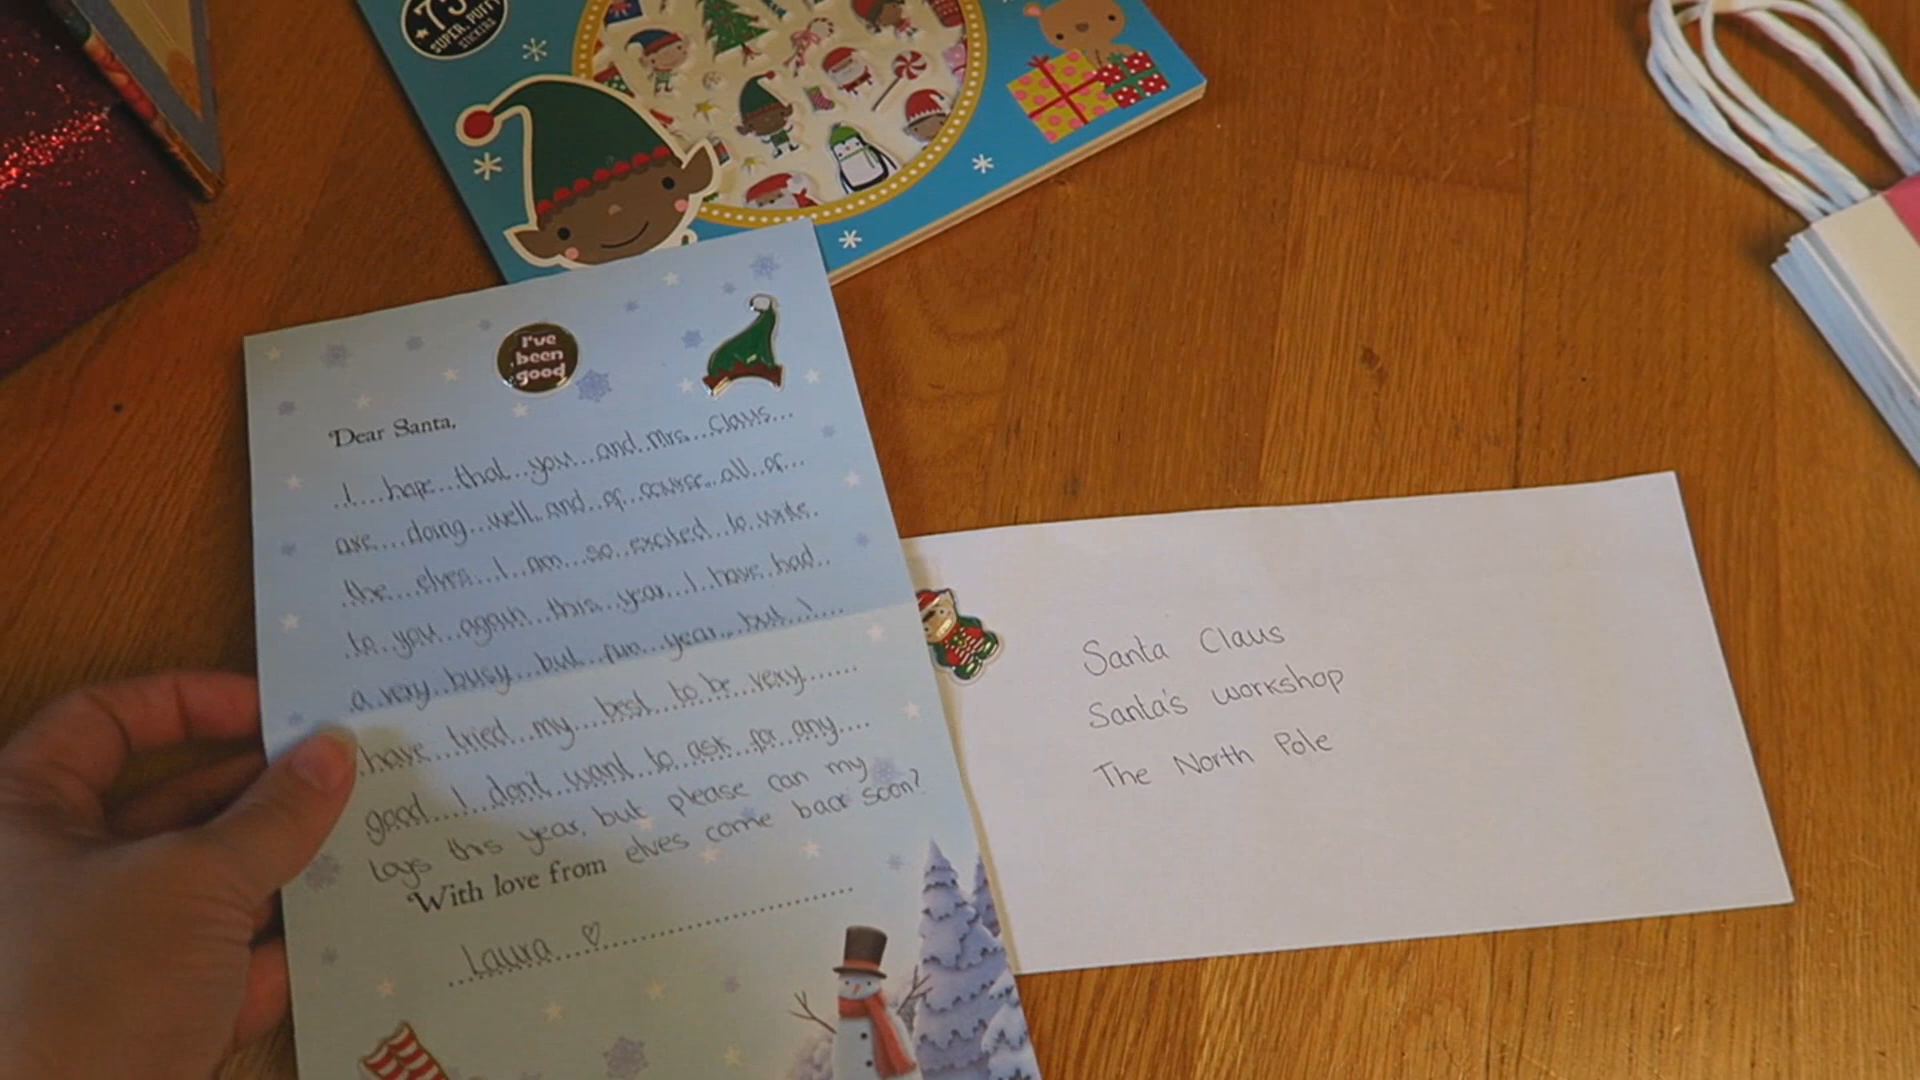 75
SUPER PUFFY
STICKERS
I've
been
good
Dear Santa,
I hope that you and Mrs Claus
are doing well and of course all of
the elves. I am so excited to write
to you again this year. I have had
a very busy but fun year, but I
have tried my best to be very
good. I don't want to ask for any
toys this year, but please can my
elves come back soon?
With love from
Laura ♡
Santa Claus
Santa's workshop
The North Pole